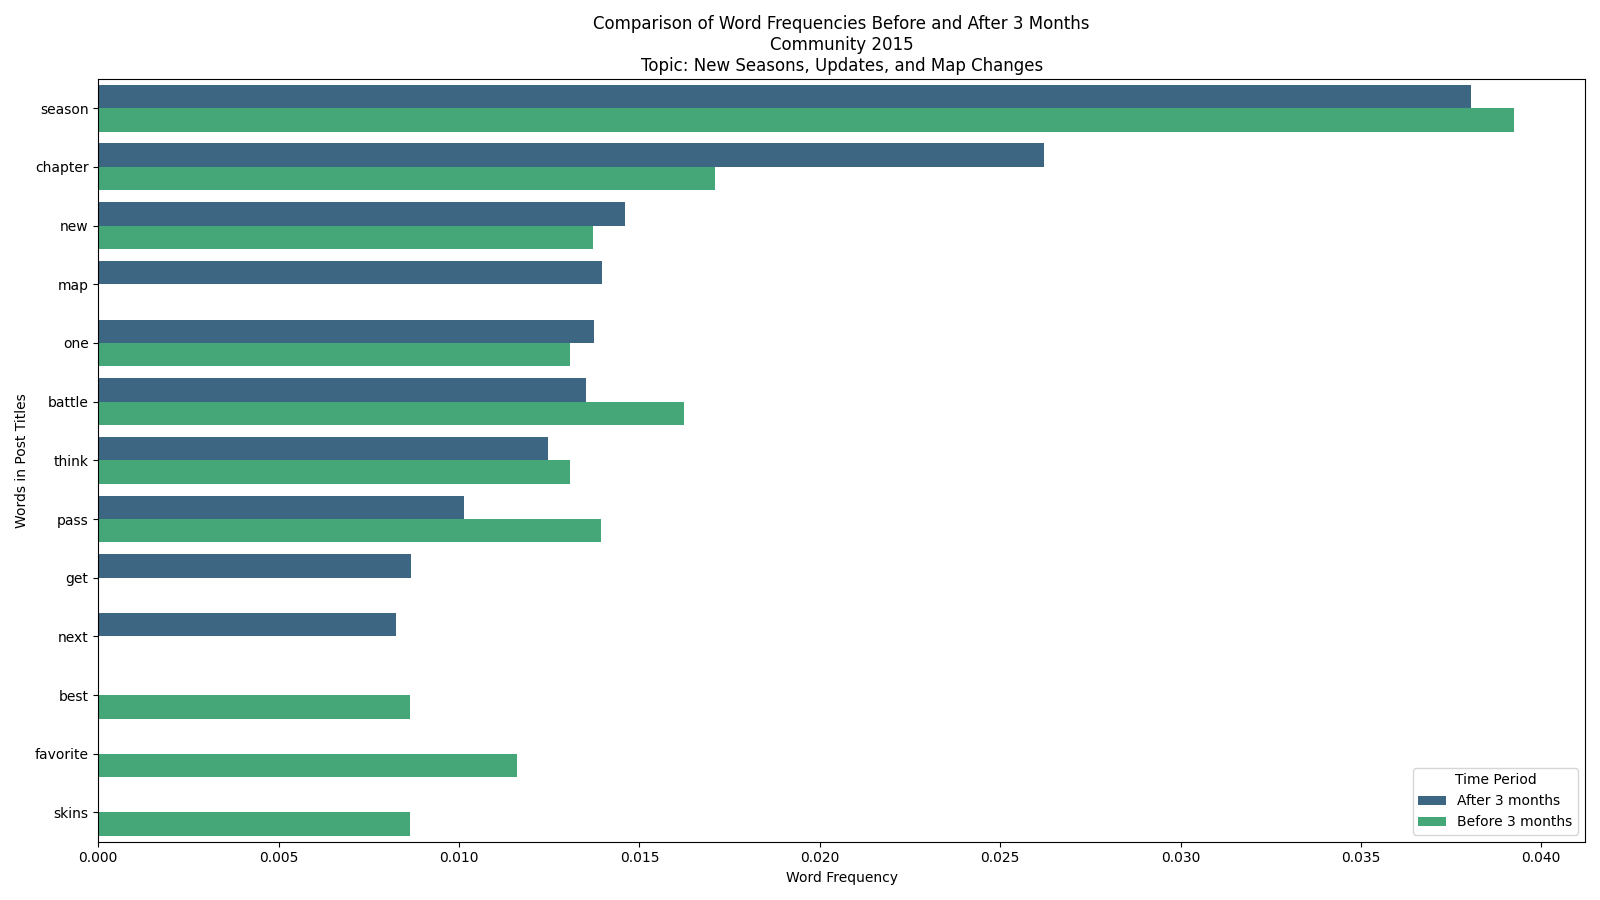 Comparison of Word Frequencies Before and After 3 Months
Community 2015
Topic: New Seasons, Updates, and Map Changes
Words in Post Titles
season
chapter
new
map
one
battle
think
pass
get
next
best
favorite
skins
Time Period
After 3 months
Before 3 months
0.000 0.005 0.010 0.015 0.020 0.025 0.030 0.035 0.040
Word Frequency